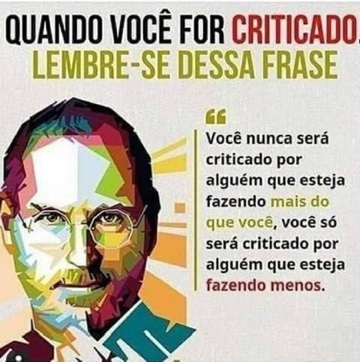 QUANDO VOCÊ FOR CRITICADO.
LEMBRE-SE DESSA FRASE
“
Você nunca será
criticado por
alguém que esteja
fazendo mais do
que você, você só
será criticado por
alguém que esteja
fazendo menos.